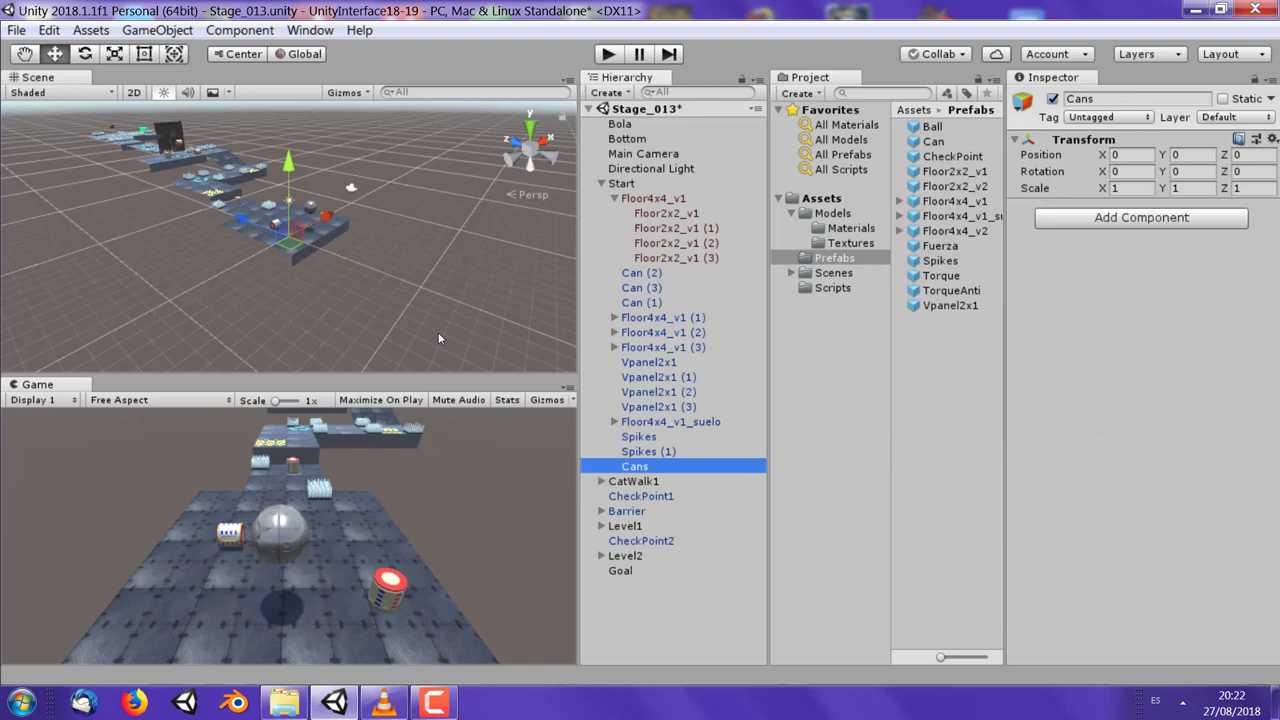 Unity 2018.1.1f1 Personal (64bit) - Stage_013.unity - UnityInterface18-19 - PC, Mac & Linux Standalone* <DX11>
File Edit Assets GameObject Component Window Help
Center Global Collab Account Layers Layout
Scene
Shaded 2D Gizmos All
y
z x
Persp
Game
Display 1 Free Aspect Scale 1x Maximize On Play Mute Audio Stats Gizmos
Hierarchy
Create All
Stage_013*
Bola
Bottom
Main Camera
Directional Light
Start
Floor4x4_v1
Floor2x2_v1
Floor2x2_v1 (1)
Floor2x2_v1 (2)
Floor2x2_v1 (3)
Can (2)
Can (3)
Can (1)
Floor4x4_v1 (1)
Floor4x4_v1 (2)
Floor4x4_v1 (3)
Vpanel2x1
Vpanel2x1 (1)
Vpanel2x1 (2)
Vpanel2x1 (3)
Floor4x4_v1_suelo
Spikes
Spikes (1)
Cans
CatWalk1
CheckPoint1
Barrier
Level1
CheckPoint2
Level2
Goal
Project
Create
Favorites
All Materials
All Models
All Prefabs
All Scripts
Assets
Models
Materials
Textures
Prefabs
Scenes
Scripts
Assets Prefabs
Ball
Can
CheckPoint
Floor2x2_v1
Floor2x2_v2
Floor4x4_v1
Floor4x4_v1_su
Floor4x4_v2
Fuerza
Spikes
Torque
TorqueAnti
Vpanel2x1
Inspector
Cans Static
Tag Untagged Layer Default
Transform
Position X 0 Y 0 Z 0
Rotation X 0 Y 0 Z 0
Scale X 1 Y 1 Z 1
Add Component
ES
20:22
27/08/2018